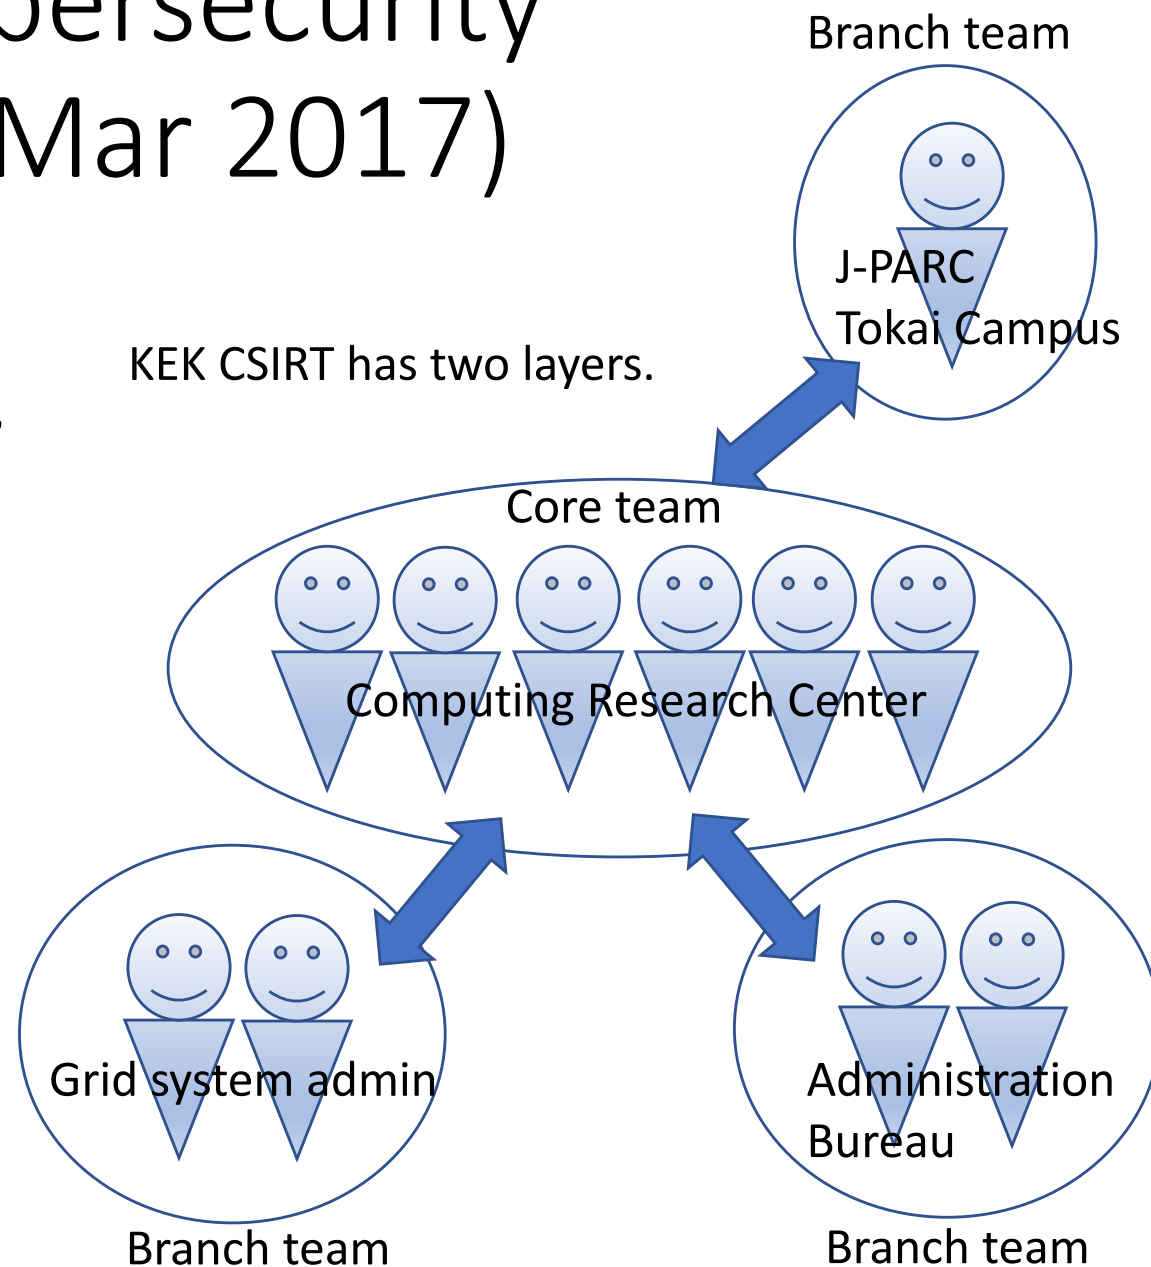 bersecurity
Mar 2017)
Branch team
J-PARC
Tokai Campus
KEK CSIRT has two layers.
Core team
Computing Research Center
Grid system admin
Administration
Bureau
Branch team
Branch team